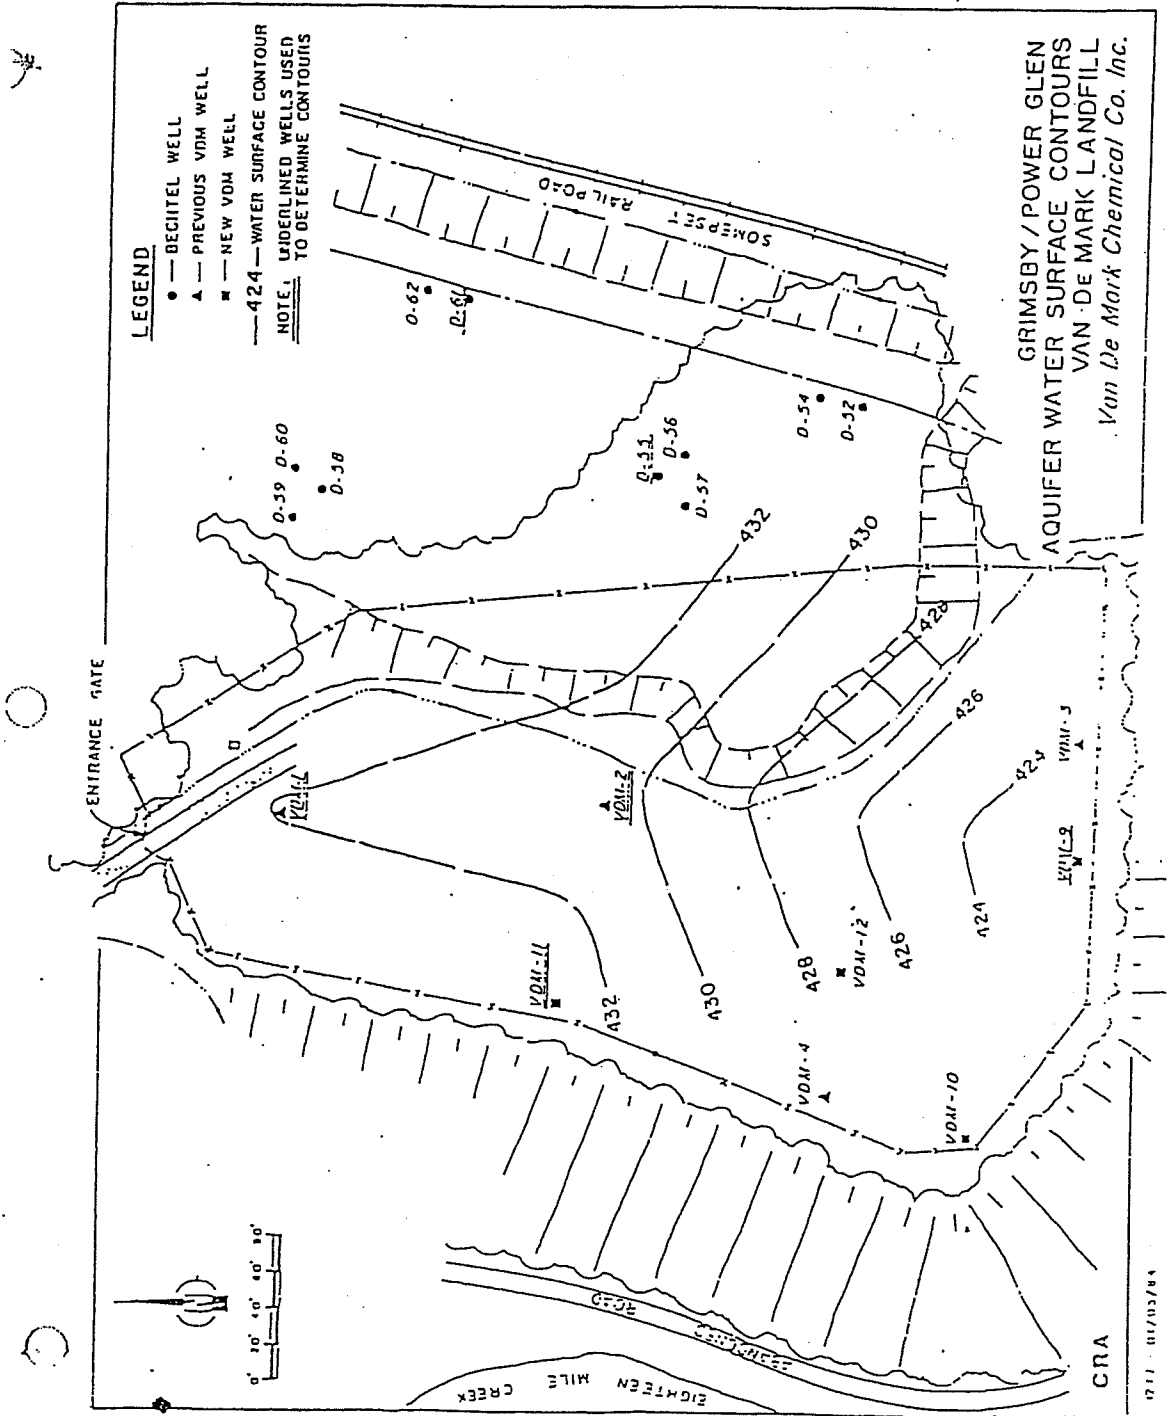 LEGEND
● — BECHTEL WELL
▲ — PREVIOUS VDM WELL
■ — NEW VDM WELL
—424— WATER SURFACE CONTOUR
NOTE: UNDERLINED WELLS USED
TO DETERMINE CONTOURS
ENTRANCE GATE
SOMERSET RAILROAD
D-62
D-61
D-60
D-59
D-58
D-55
D-56
D-57
D-54
D-52
432
430
428
426
424
VDM-1
VDM-2
VDM-3
VDM-9
VDM-11
VDM-12
VDM-4
VDM-10
432
430
428
426
424
0' 20' 40'
ABANDONED ROAD
EIGHTEEN MILE CREEK
GRIMSBY / POWER GLEN
AQUIFER WATER SURFACE CONTOURS
VAN DE MARK LANDFILL
Van De Mark Chemical Co. Inc.
CRA